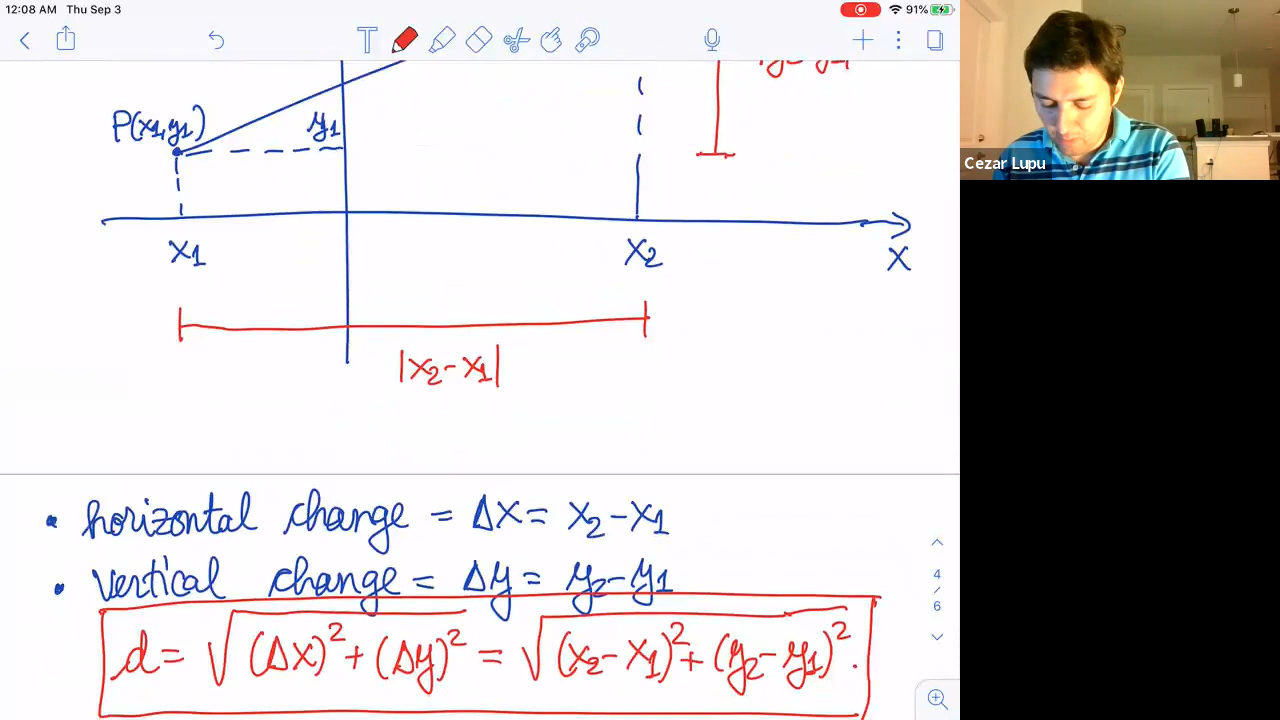 12:08 AM Thu Sep 3
91%
T
P(x1,y1)
y1
Cezar Lupu
x1
x2
x
|x2-x1|
• horizontal change = Δx = x2-x1
• vertical change = Δy = y2-y1
4
/
6
d = √(Δx)²+(Δy)² = √(x2-x1)²+(y2-y1)².